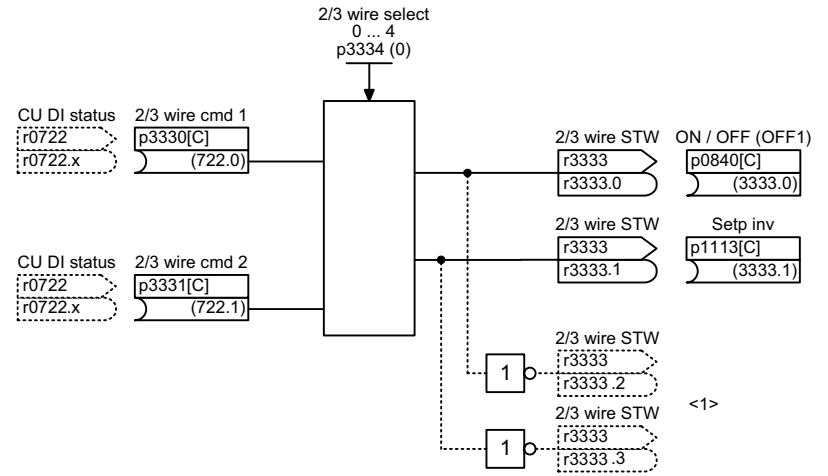 2/3 wire select
0 ... 4
p3334 (0)
CU DI status
r0722
r0722.x
2/3 wire cmd 1
p3330[C]
(722.0)
2/3 wire STW
r3333
r3333.0
ON / OFF (OFF1)
p0840[C]
(3333.0)
2/3 wire STW
r3333
r3333.1
Setp inv
p1113[C]
(3333.1)
CU DI status
r0722
r0722.x
2/3 wire cmd 2
p3331[C]
(722.1)
2/3 wire STW
1
r3333
r3333 .2
<1>
2/3 wire STW
1
r3333
r3333 .3